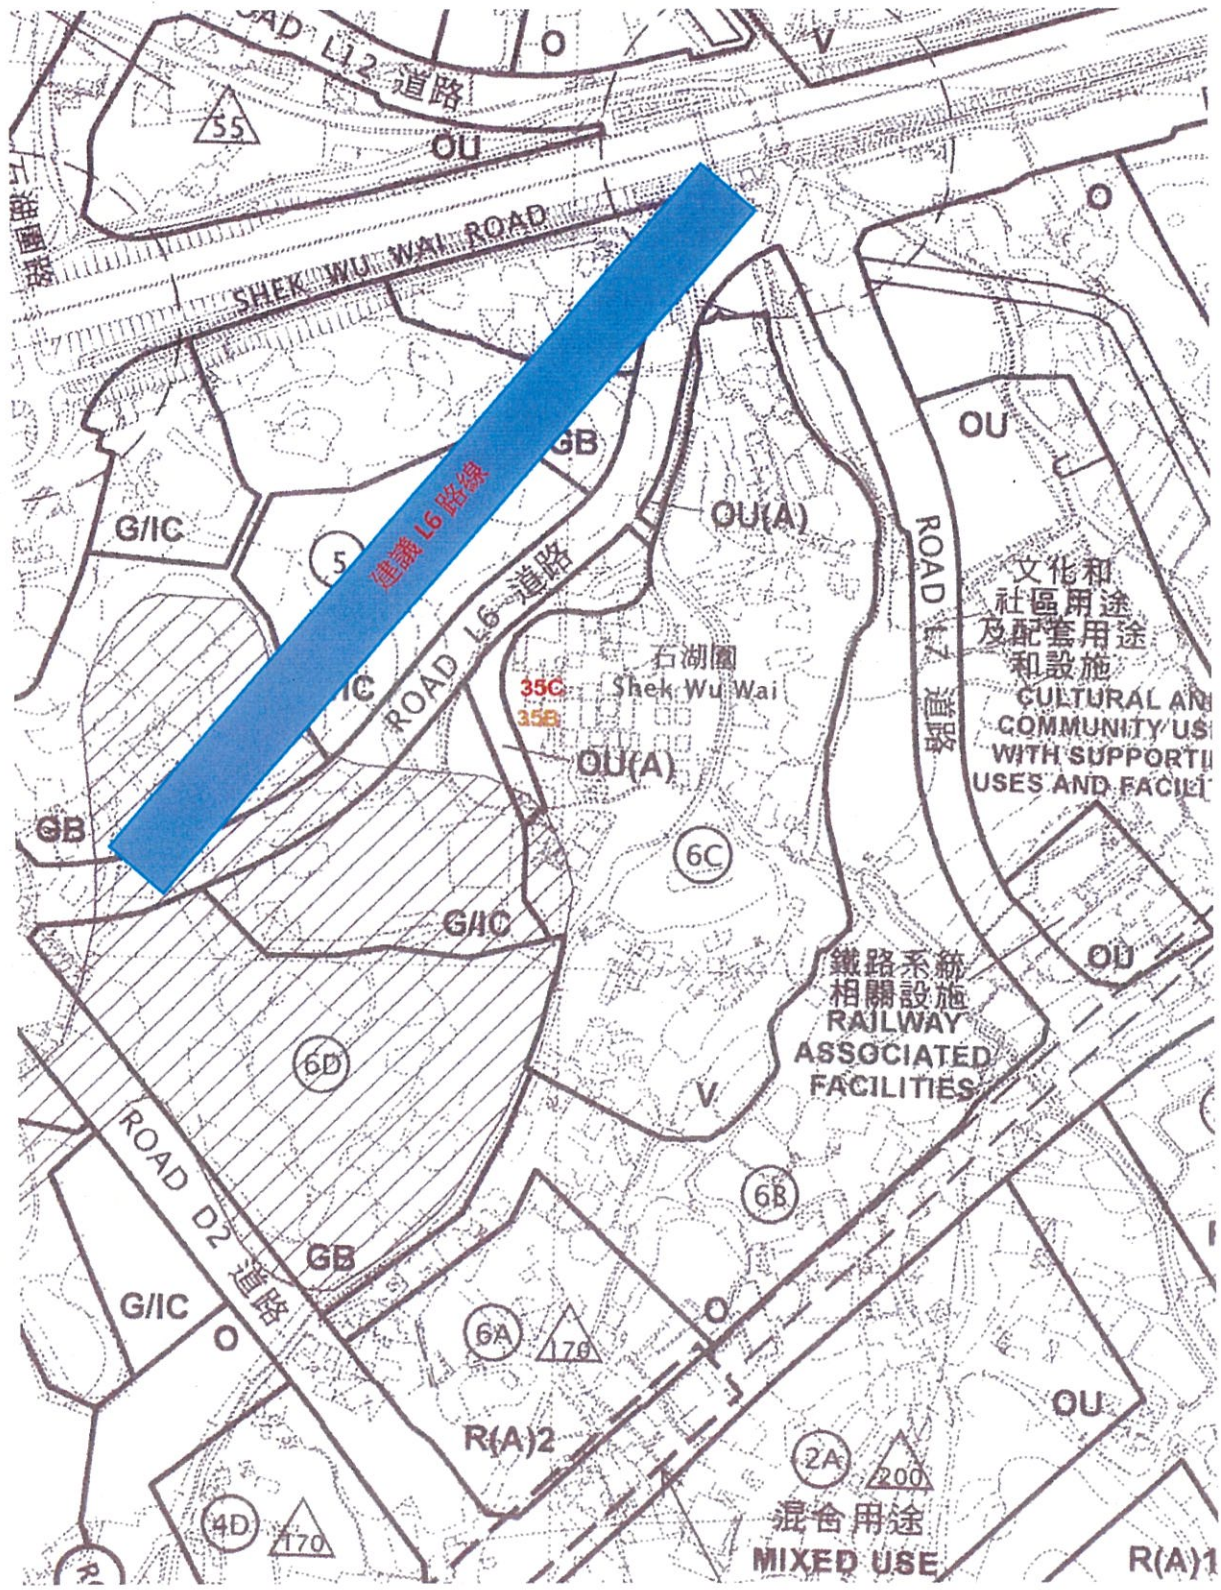 ROAD L12 道路
O
V
55
OU
O
石湖圍路
SHEK WU WAI ROAD
OU
GB
建議 L6 路線
G/IC
5
OU(A)
ROAD L7 道路
文化和
社區用途
及配套用途
和設施
CULTURAL AN
COMMUNITY US
WITH SUPPORTI
USES AND FACILI
ROAD L6 道路
石湖圍
Shek Wu Wai
35C
35B
IC
OU(A)
GB
6C
G/IC
OU
鐵路系統
相關設施
RAILWAY
ASSOCIATED
FACILITIES
6D
V
ROAD D2 道路
6B
GB
G/IC
O
6A
170
O
R(A)2
OU
2A
200
4D
170
混合用途
MIXED USE
R(A)1